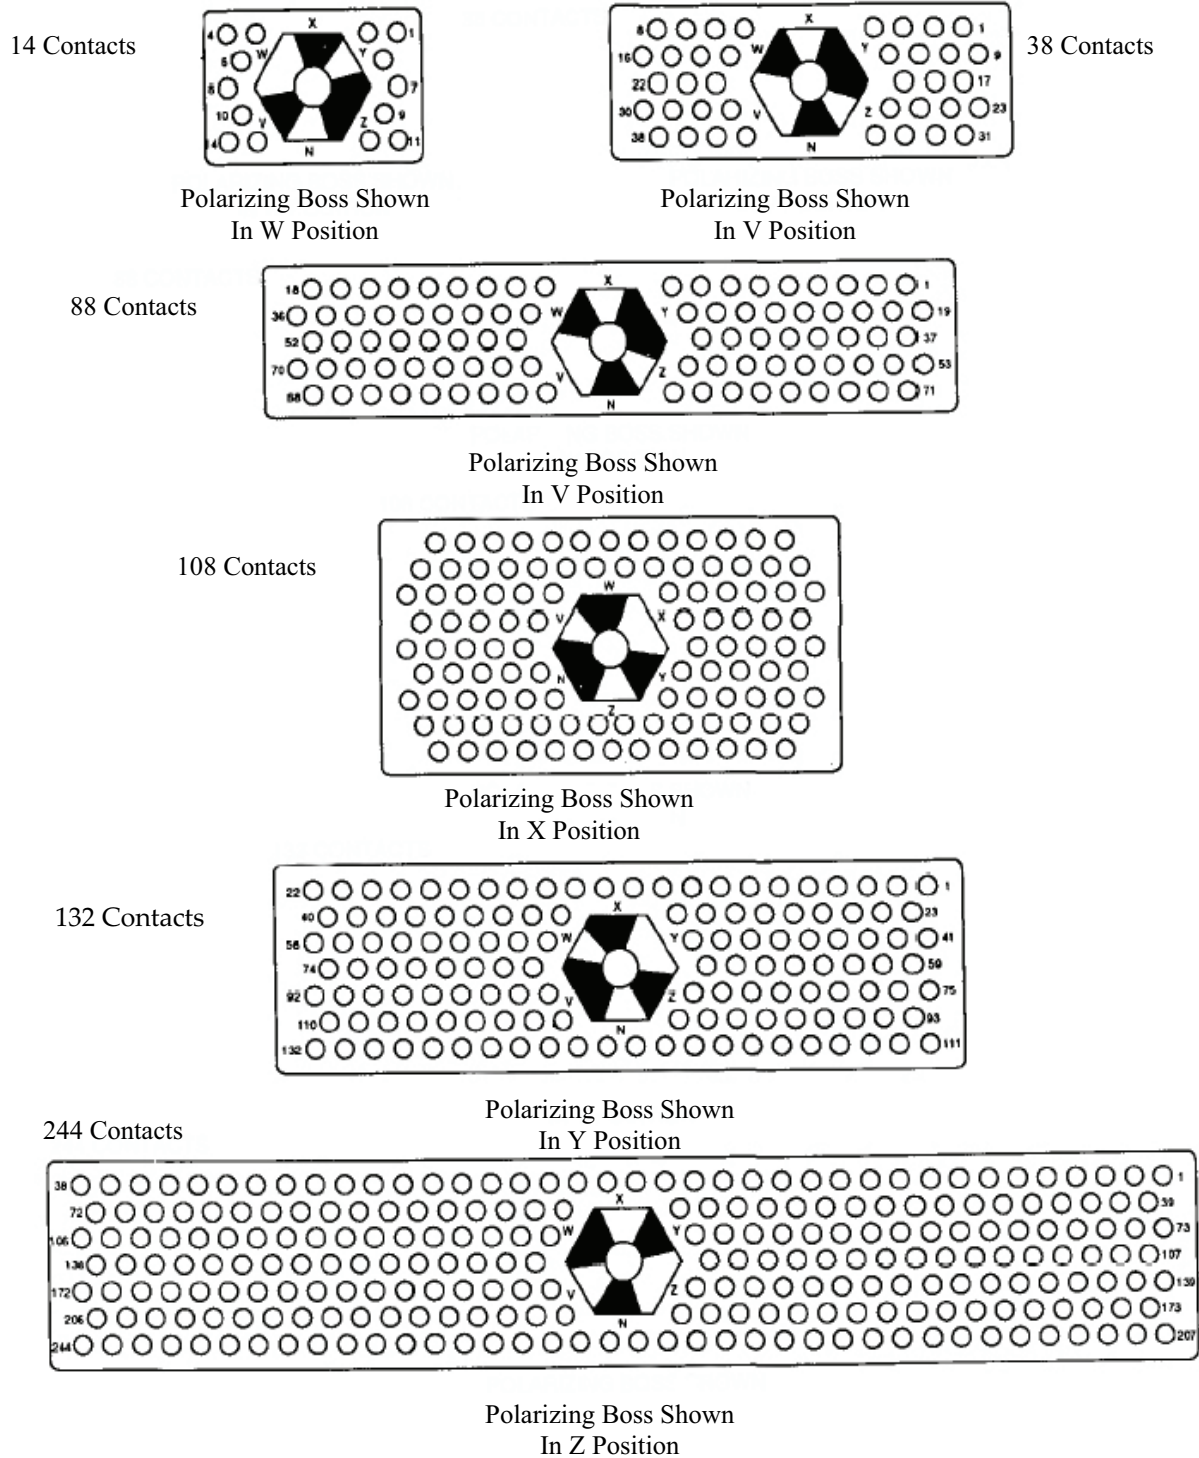 14 Contacts
X
4 1
W Y
5
8 7
10 9
V Z
14 11
N
Polarizing Boss Shown
In W Position
38 Contacts
X
8 1
W Y
16 9
22 17
30 23
V Z
38 31
N
Polarizing Boss Shown
In V Position
88 Contacts
X
18 1
36 W Y 19
52 37
70 53
V Z
88 71
N
Polarizing Boss Shown
In V Position
108 Contacts
W
V X
N Y
Z
Polarizing Boss Shown
In X Position
132 Contacts
22 1
X
40 23
58 W Y 41
74 59
92 V Z 75
110 93
N
132 111
Polarizing Boss Shown
In Y Position
244 Contacts
38 1
X
72 39
106 W Y 73
138 107
172 V Z 139
206 173
N
244 207
Polarizing Boss Shown
In Z Position